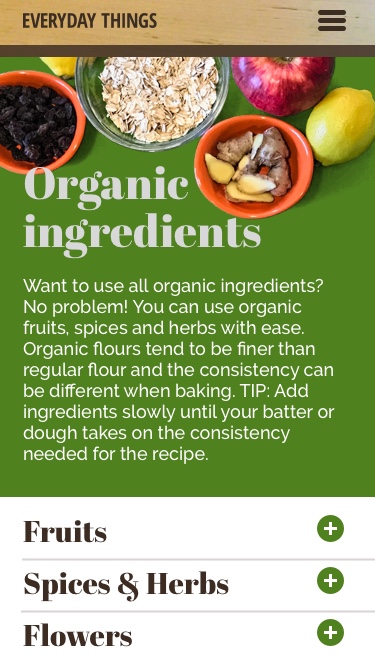 EVERYDAY THINGS
Organic
ingredients
Want to use all organic ingredients?
No problem! You can use organic
fruits, spices and herbs with ease.
Organic flours tend to be finer than
regular flour and the consistency can
be different when baking. TIP: Add
ingredients slowly until your batter or
dough takes on the consistency
needed for the recipe.
Fruits
Spices & Herbs
Flowers